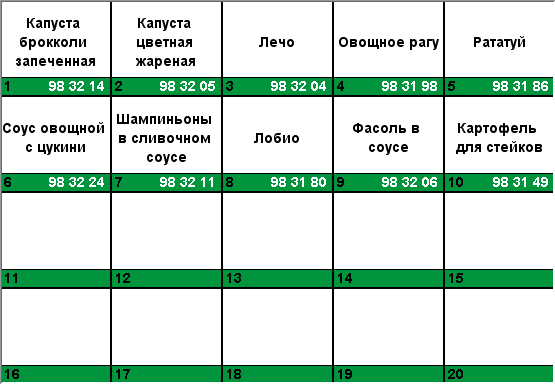 Капуста
брокколи
запеченная
1 98 32 14
Капуста
цветная
жареная
2 98 32 05
Лечо
3 98 32 04
Овощное рагу
4 98 31 98
Рататуй
5 98 31 86
Соус овощной
с цукини
6 98 32 24
Шампиньоны
в сливочном
соусе
7 98 32 11
Лобио
8 98 31 80
Фасоль в
соусе
9 98 32 06
Картофель
для стейков
10 98 31 49
11
12
13
14
15
16
17
18
19
20